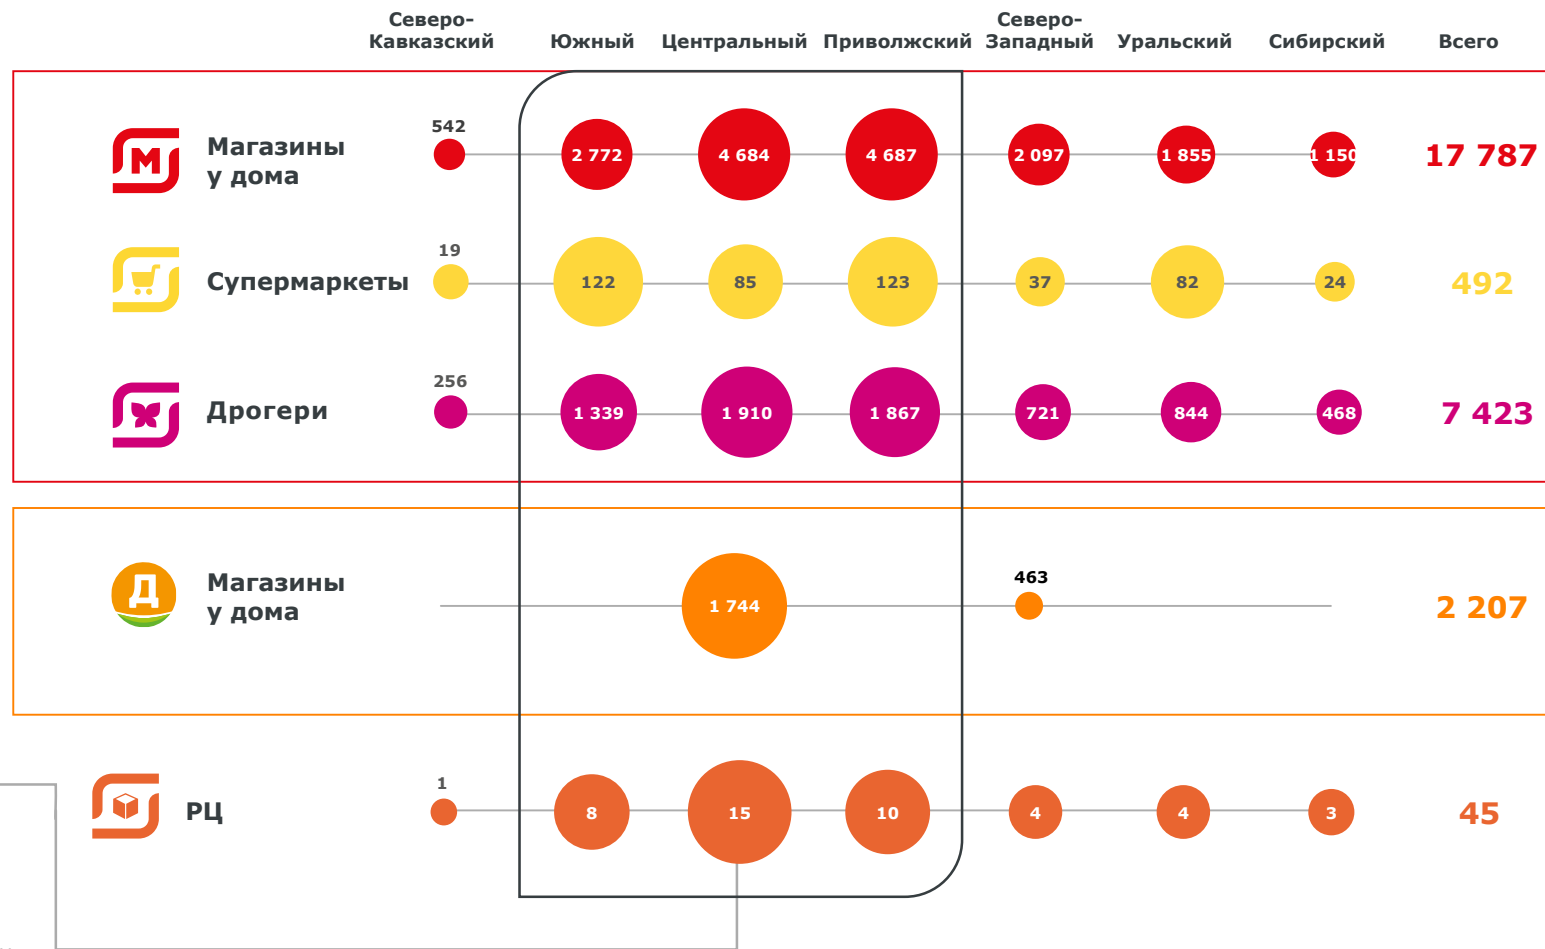 Северо-
Кавказский
Южный
Центральный
Приволжский
Северо-
Западный
Уральский
Сибирский
Всего
М
Магазины
у дома
542
2 772
4 684
4 687
2 097
1 855
1 150
17 787
Супермаркеты
19
122
85
123
37
82
24
492
Дрогери
256
1 339
1 910
1 867
721
844
468
7 423
Д
Магазины
у дома
1 744
463
2 207
РЦ
1
8
15
10
4
4
3
45